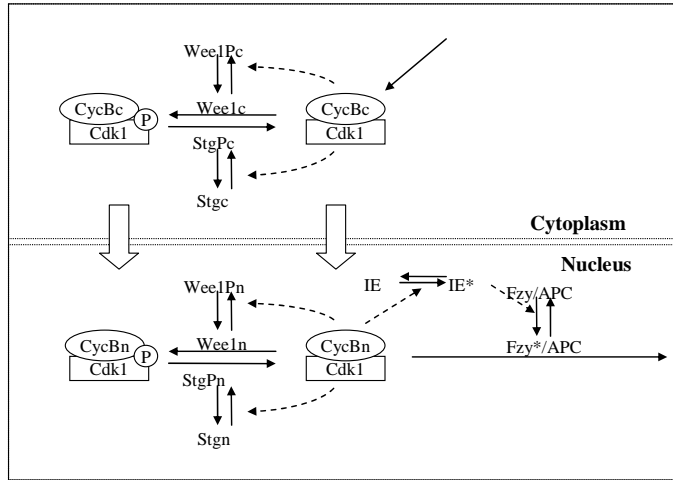 Wee1Pc
CycBc
P
Cdk1
Wee1c
CycBc
Cdk1
StgPc
Stgc
Cytoplasm
Nucleus
IE
IE*
Fzy/APC
Wee1Pn
CycBn
P
Cdk1
Wee1n
CycBn
Cdk1
Fzy*/APC
StgPn
Stgn